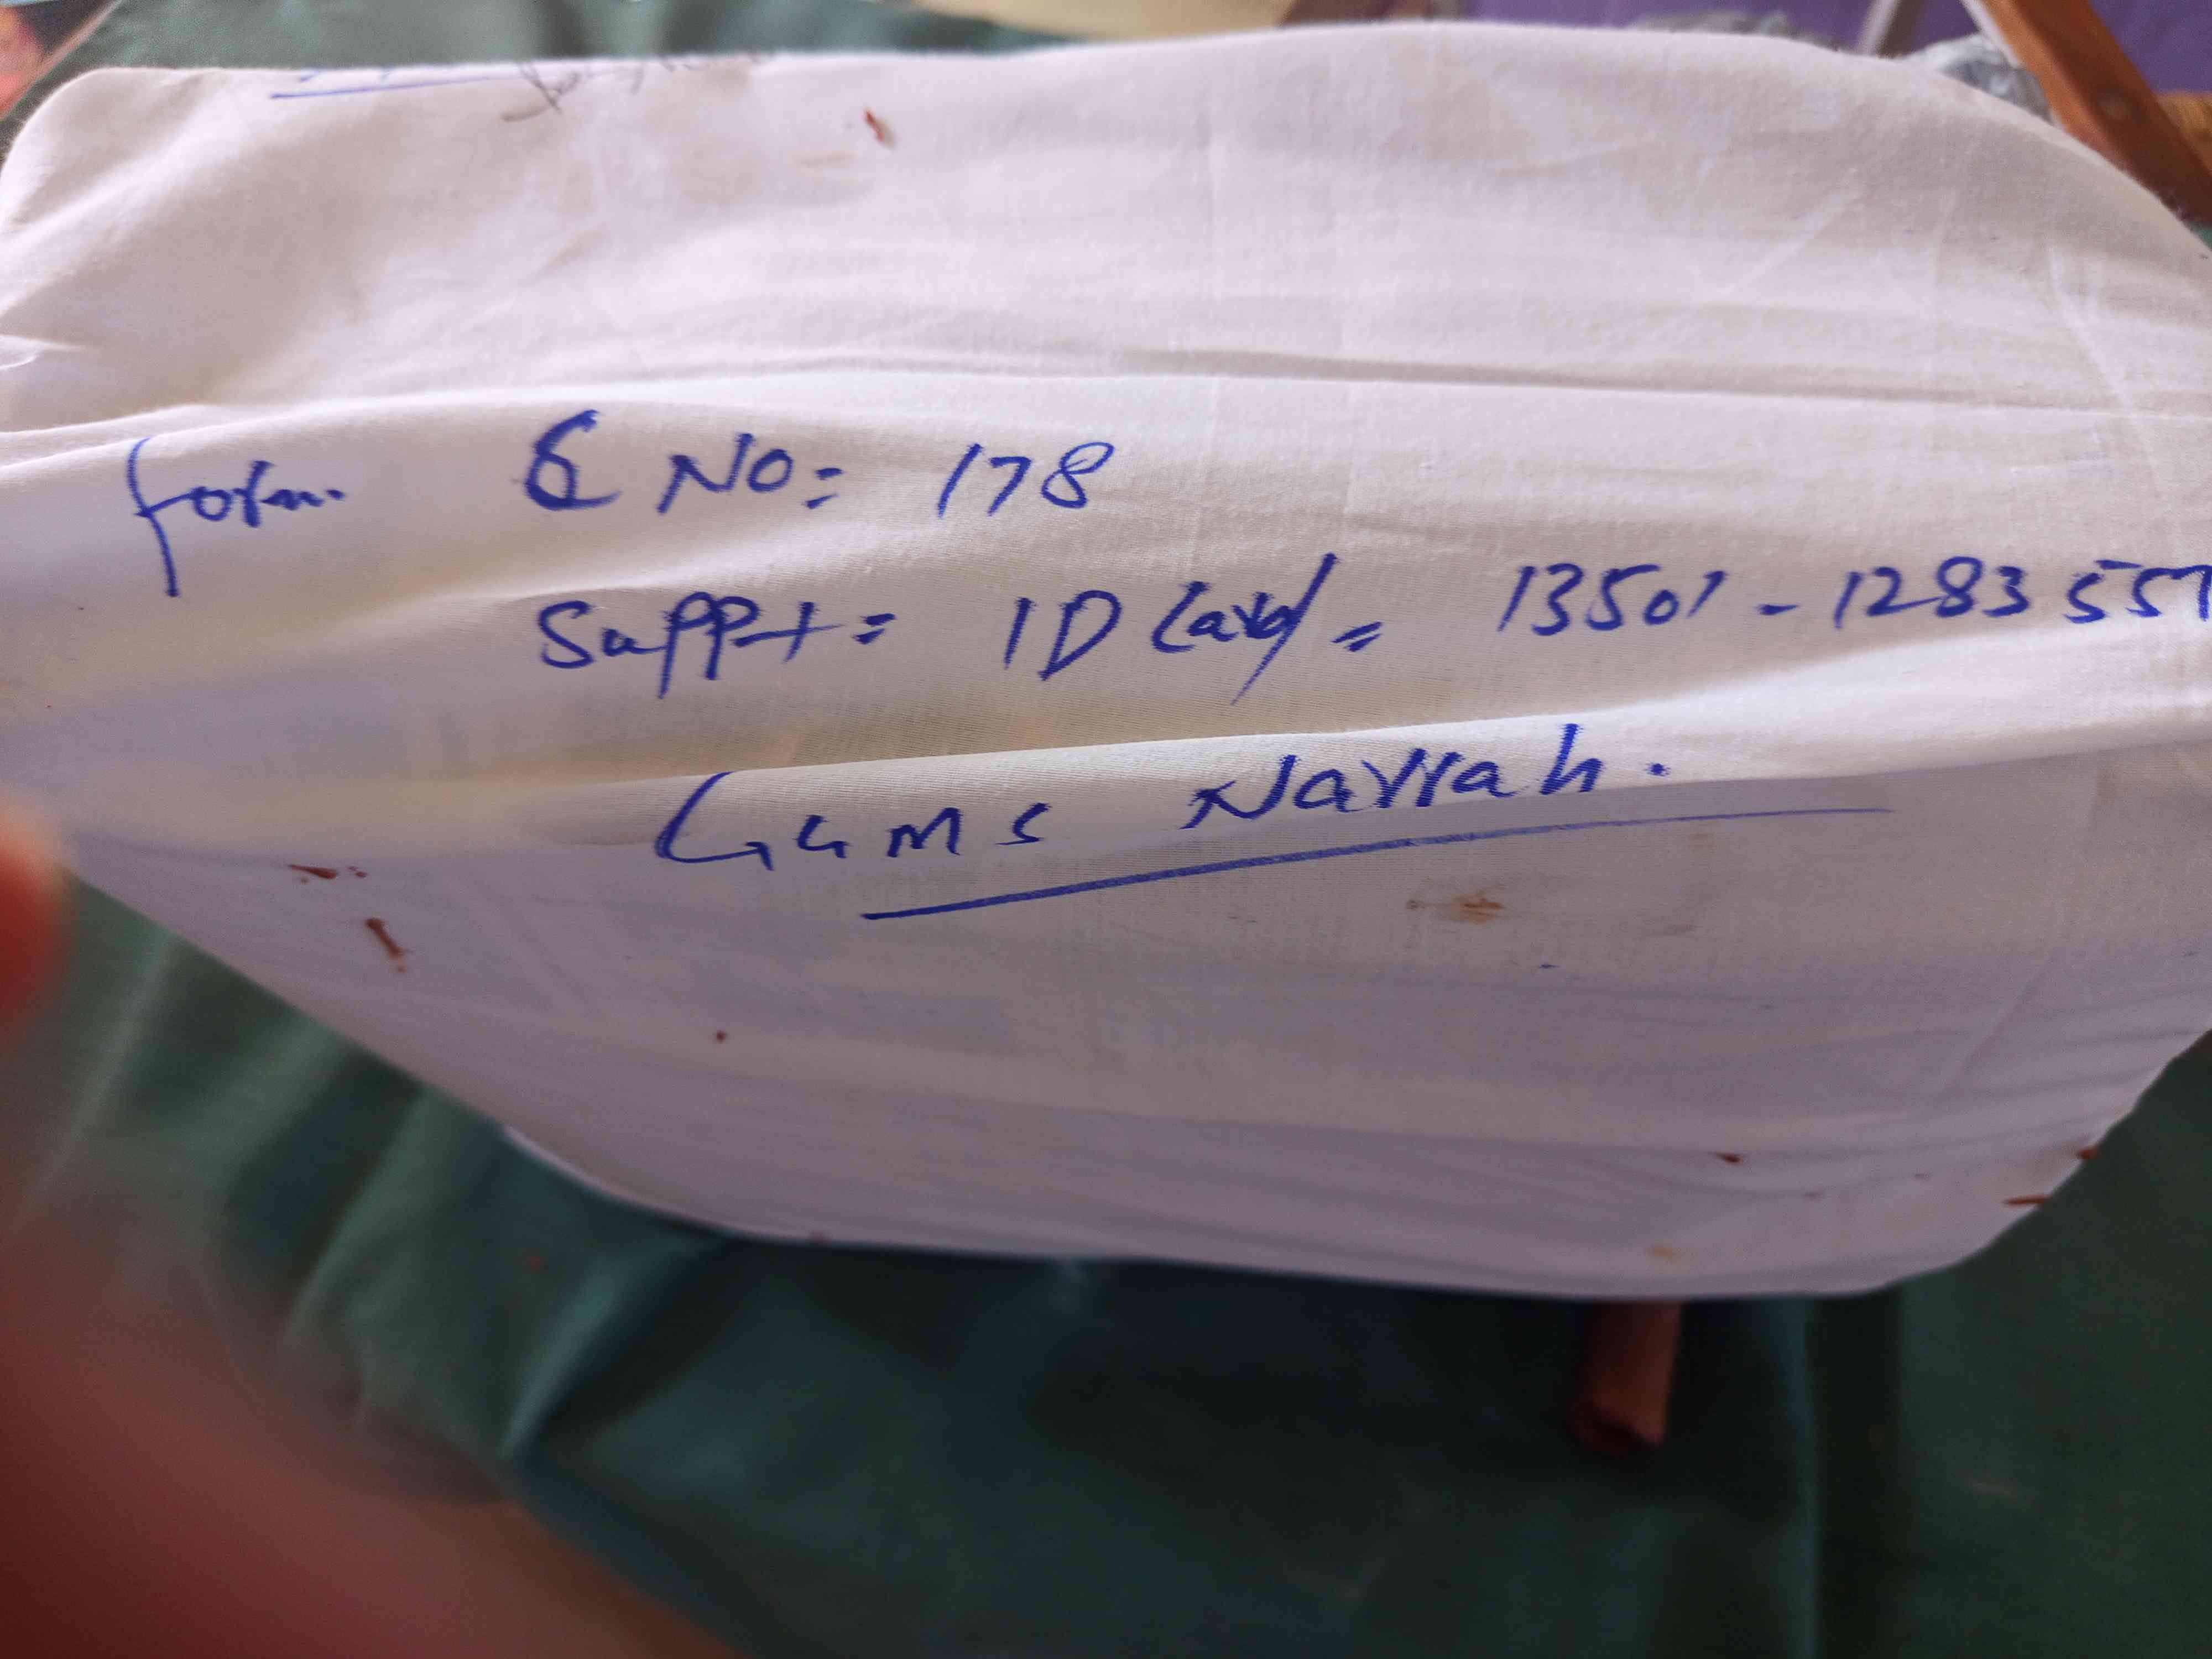 form C No: 178
Suppt = ID Card = 13501-1283557
GGMS Narrah.